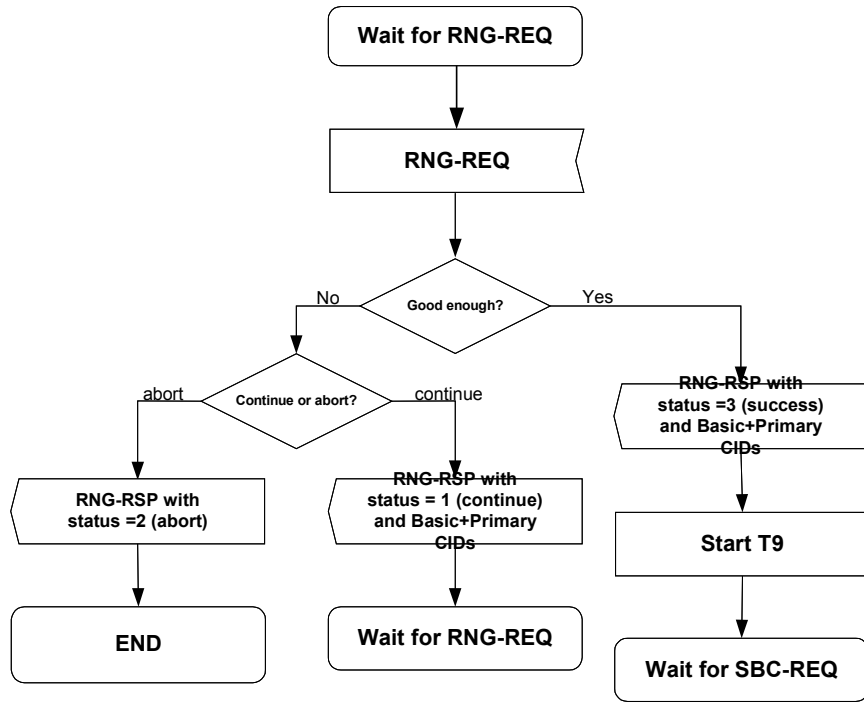 Wait for RNG-REQ
RNG-REQ
Good enough?
No
Yes
Continue or abort?
abort
continue
RNG-RSP with
status =3 (success)
and Basic+Primary
CIDs
RNG-RSP with
status =2 (abort)
RNG-RSP with
status = 1 (continue)
and Basic+Primary
CIDs
Start T9
END
Wait for RNG-REQ
Wait for SBC-REQ